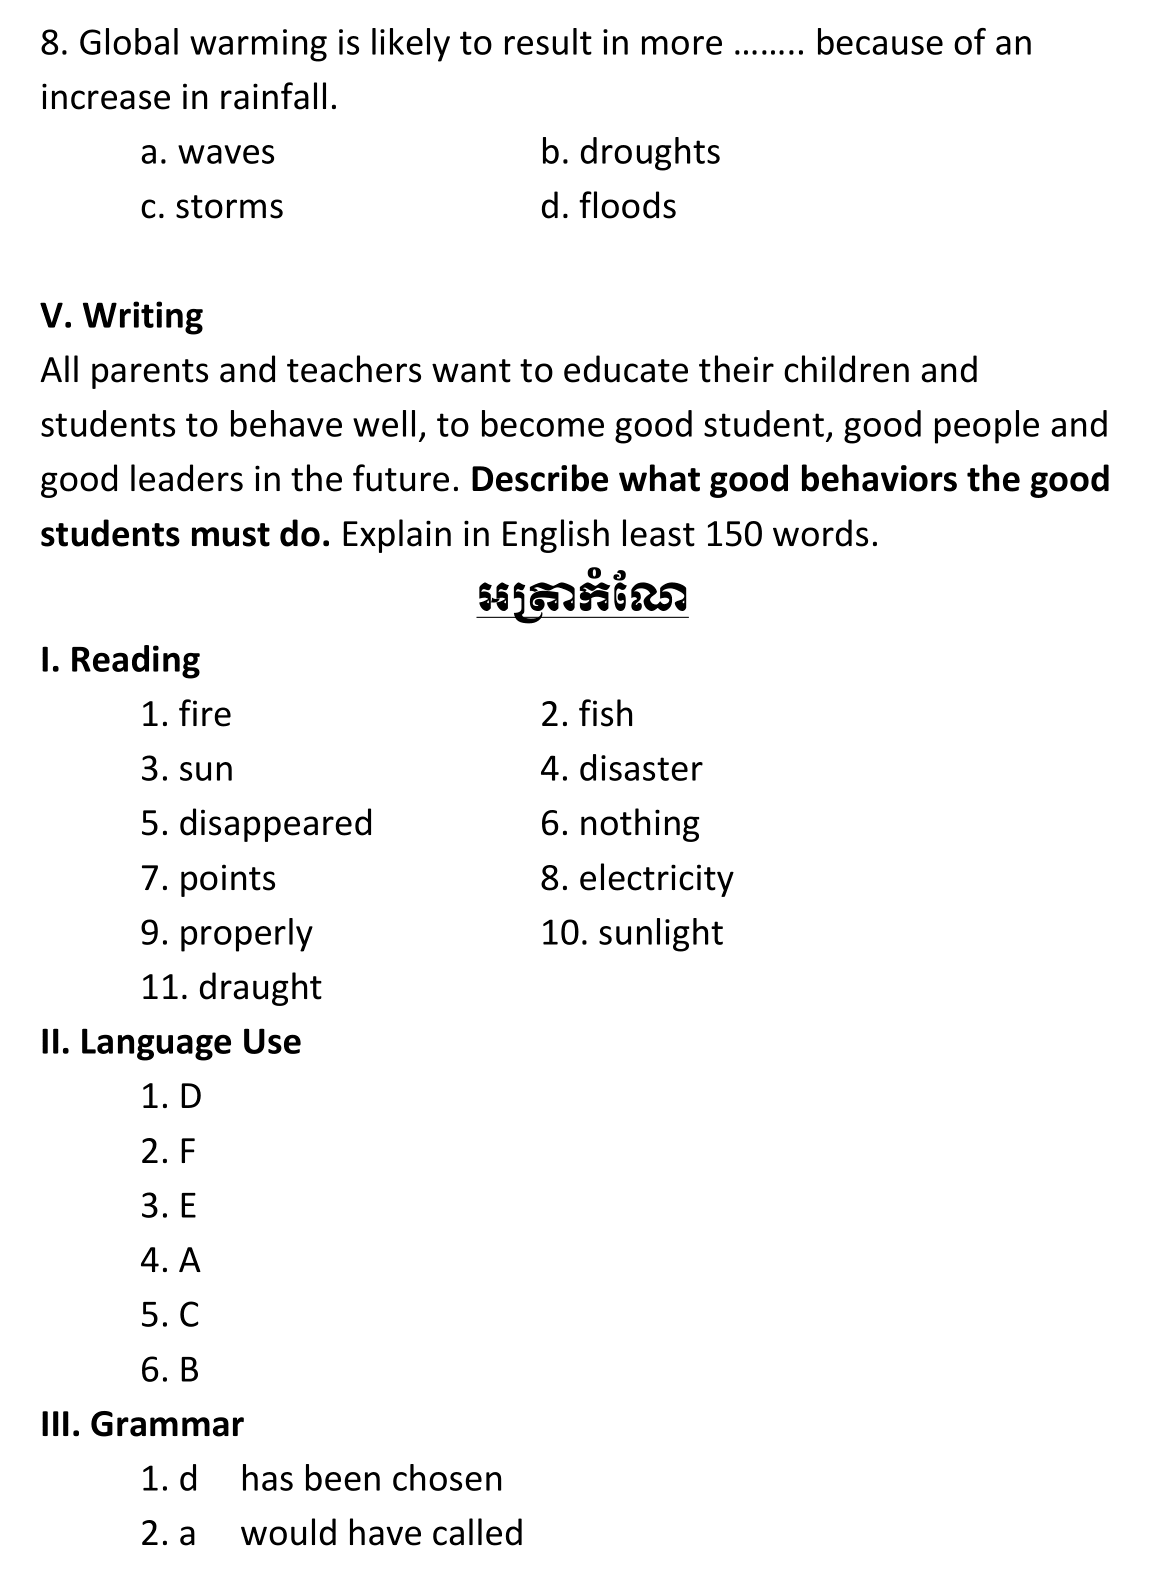 8. Global warming is likely to result in more ........ because of an
increase in rainfall.
a. waves b. droughts
c. storms d. floods
V. Writing
All parents and teachers want to educate their children and
students to behave well, to become good student, good people and
good leaders in the future. Describe what good behaviors the good
students must do. Explain in English least 150 words.
អត្រាកំណែ
I. Reading
1. fire 2. fish
3. sun 4. disaster
5. disappeared 6. nothing
7. points 8. electricity
9. properly 10. sunlight
11. draught
II. Language Use
1. D
2. F
3. E
4. A
5. C
6. B
III. Grammar
1. d has been chosen
2. a would have called